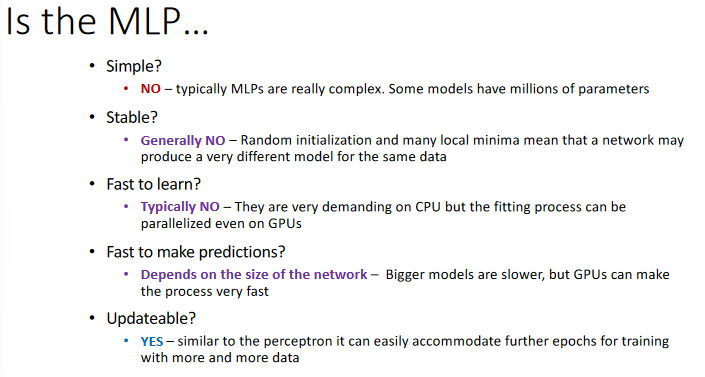 Is the MLP...
• Simple?
• NO – typically MLPs are really complex. Some models have millions of parameters
• Stable?
• Generally NO – Random initialization and many local minima mean that a network may
produce a very different model for the same data
• Fast to learn?
• Typically NO – They are very demanding on CPU but the fitting process can be
parallelized even on GPUs
• Fast to make predictions?
• Depends on the size of the network – Bigger models are slower, but GPUs can make
the process very fast
• Updateable?
• YES – similar to the perceptron it can easily accommodate further epochs for training
with more and more data